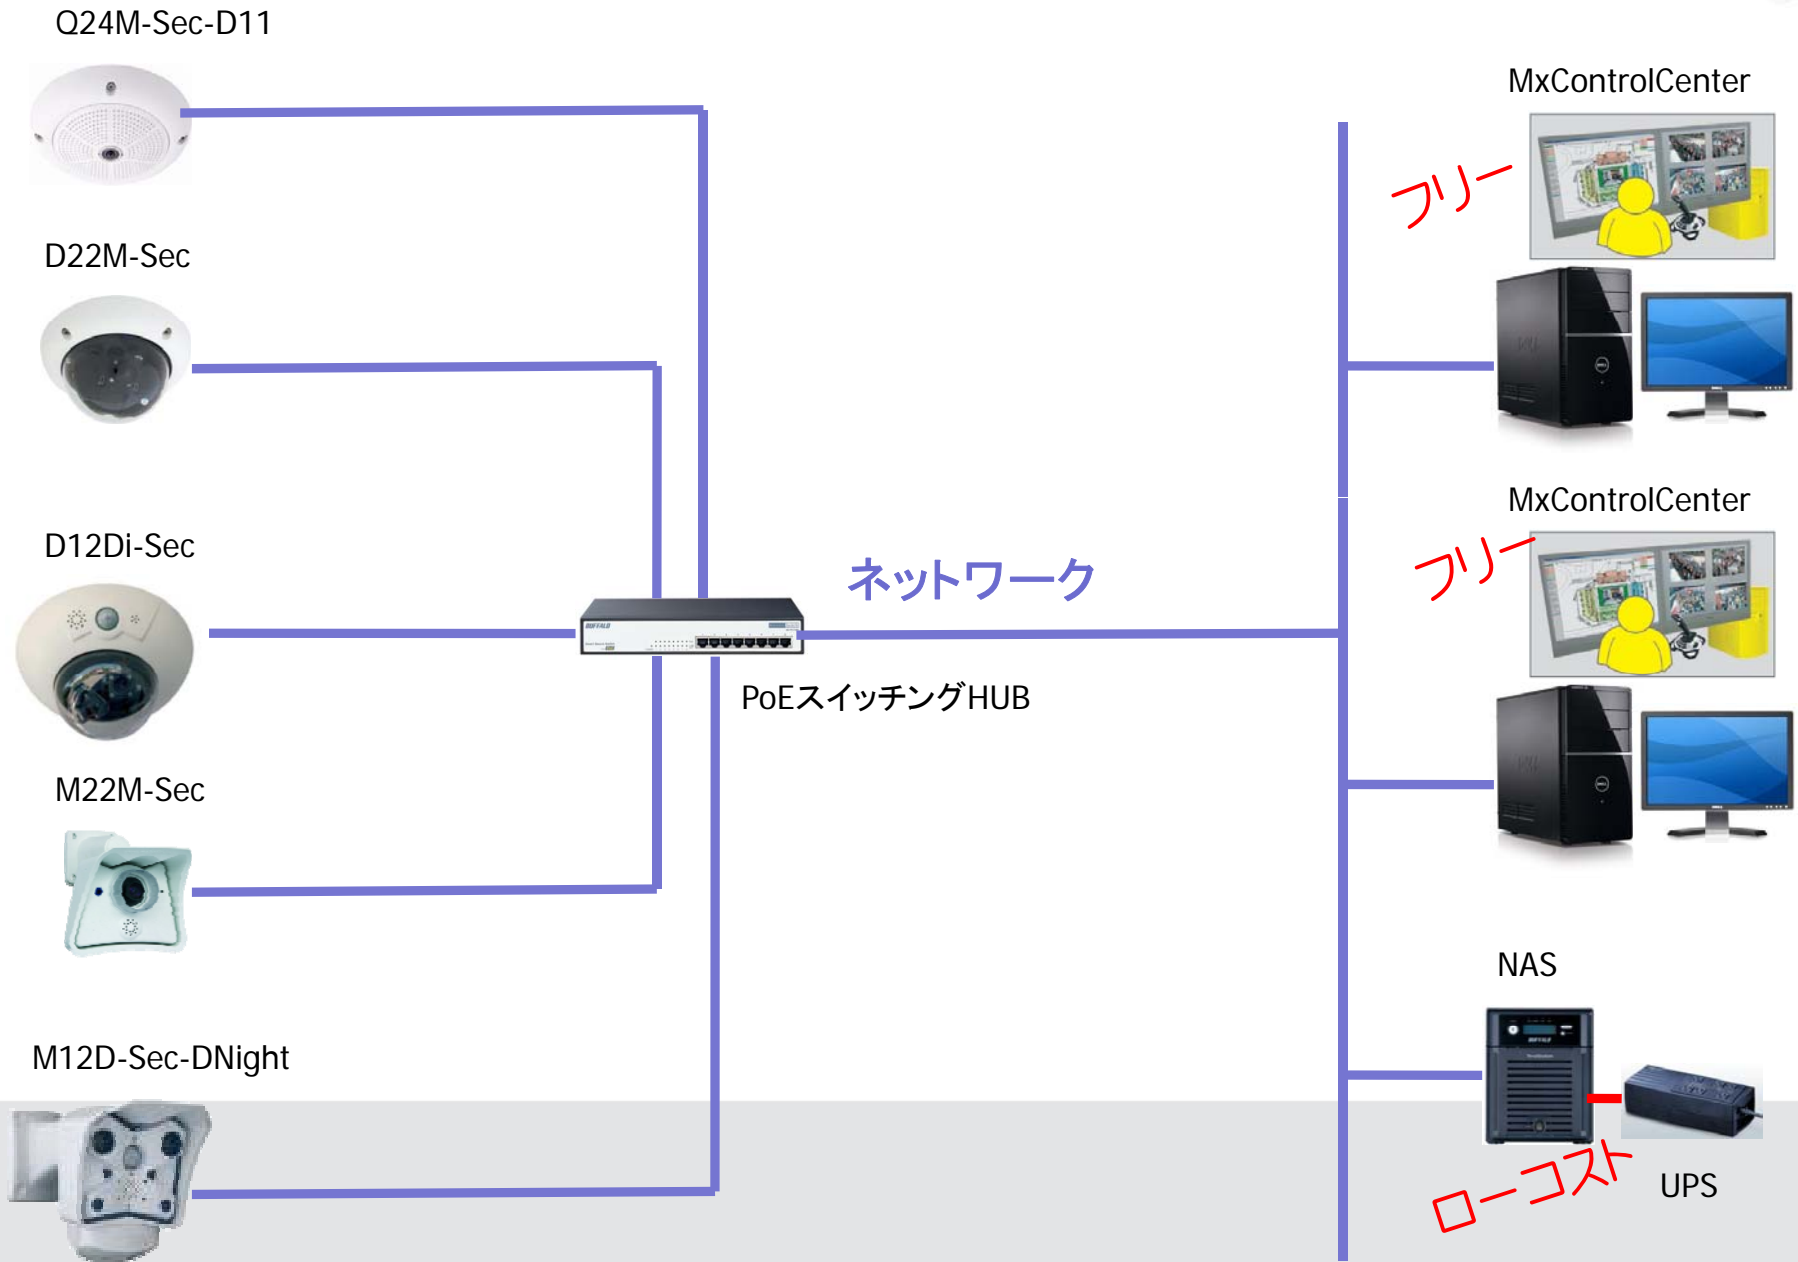 Q24M-Sec-D11
MxControlCenter
フリー
D22M-Sec
MxControlCenter
フリー
D12Di-Sec
ネットワーク
BUFFALO
PoEスイッチングHUB
M22M-Sec
NAS
BUFFALO
M12D-Sec-DNight
ローコスト
UPS